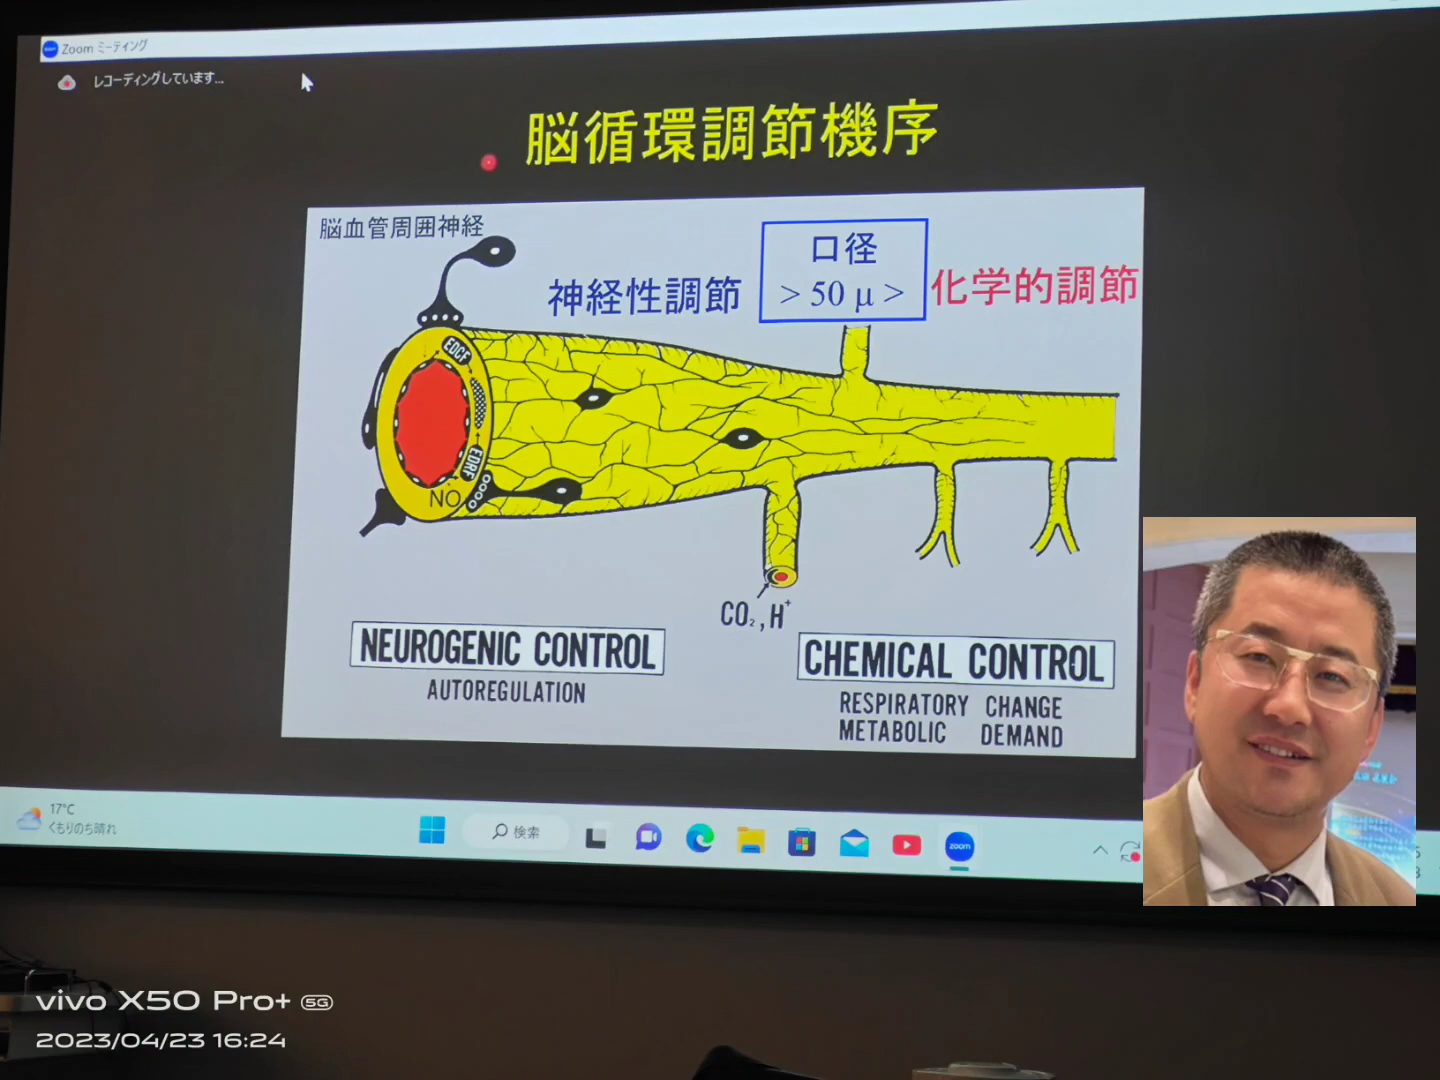 Zoom ミーティング
レコーディングしています...
脳循環調節機序
脳血管周囲神経
神経性調節
口径
> 50 μ >
化学的調節
EDCF
EDRF
NO
CO₂, H⁺
NEUROGENIC CONTROL
AUTOREGULATION
CHEMICAL CONTROL
RESPIRATORY CHANGE
METABOLIC DEMAND
17°C
くもりのち晴れ
検索
zoom
vivo X50 Pro+ 5G
2023/04/23 16:24